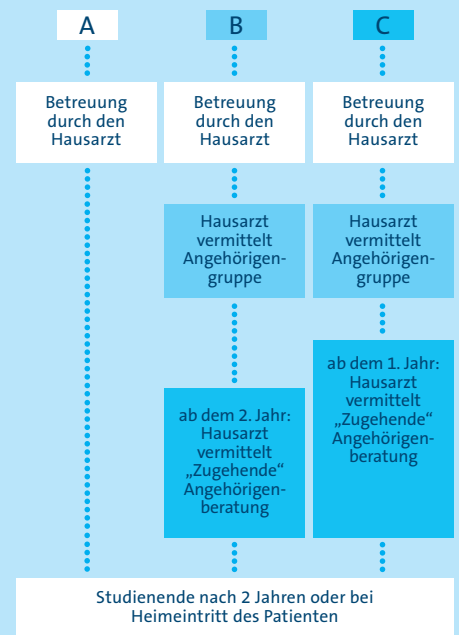 A
B
C
Betreuung
durch den
Hausarzt
Betreuung
durch den
Hausarzt
Betreuung
durch den
Hausarzt
Hausarzt
vermittelt
Angehörigen-
gruppe
Hausarzt
vermittelt
Angehörigen-
gruppe
ab dem 2. Jahr:
Hausarzt
vermittelt
„Zugehende“
Angehörigen-
beratung
ab dem 1. Jahr:
Hausarzt
vermittelt
„Zugehende“
Angehörigen-
beratung
Studienende nach 2 Jahren oder bei
Heimeintritt des Patienten